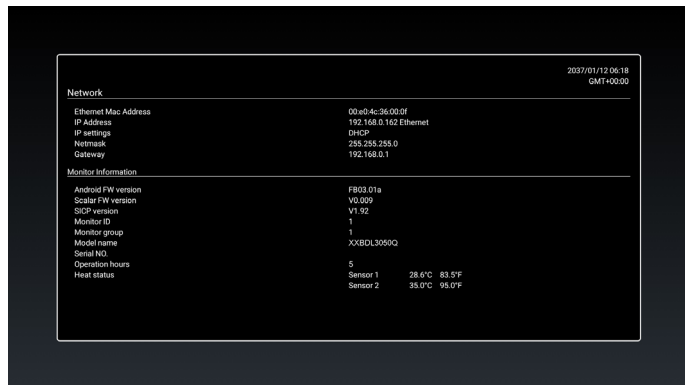 2037/01/12 06:18
GMT+00:00
Network
Ethernet Mac Address 00:e0:4c:36:00:0f
IP Address 192.168.0.162 Ethernet
IP settings DHCP
Netmask 255.255.255.0
Gateway 192.168.0.1
Monitor Information
Android FW version FB03.01a
Scalar FW version V0.009
SICP version V1.92
Monitor ID 1
Monitor group 1
Model name XXBDL3050Q
Serial NO.
Operation hours 5
Heat status Sensor 1 28.6°C 83.5°F
Sensor 2 35.0°C 95.0°F